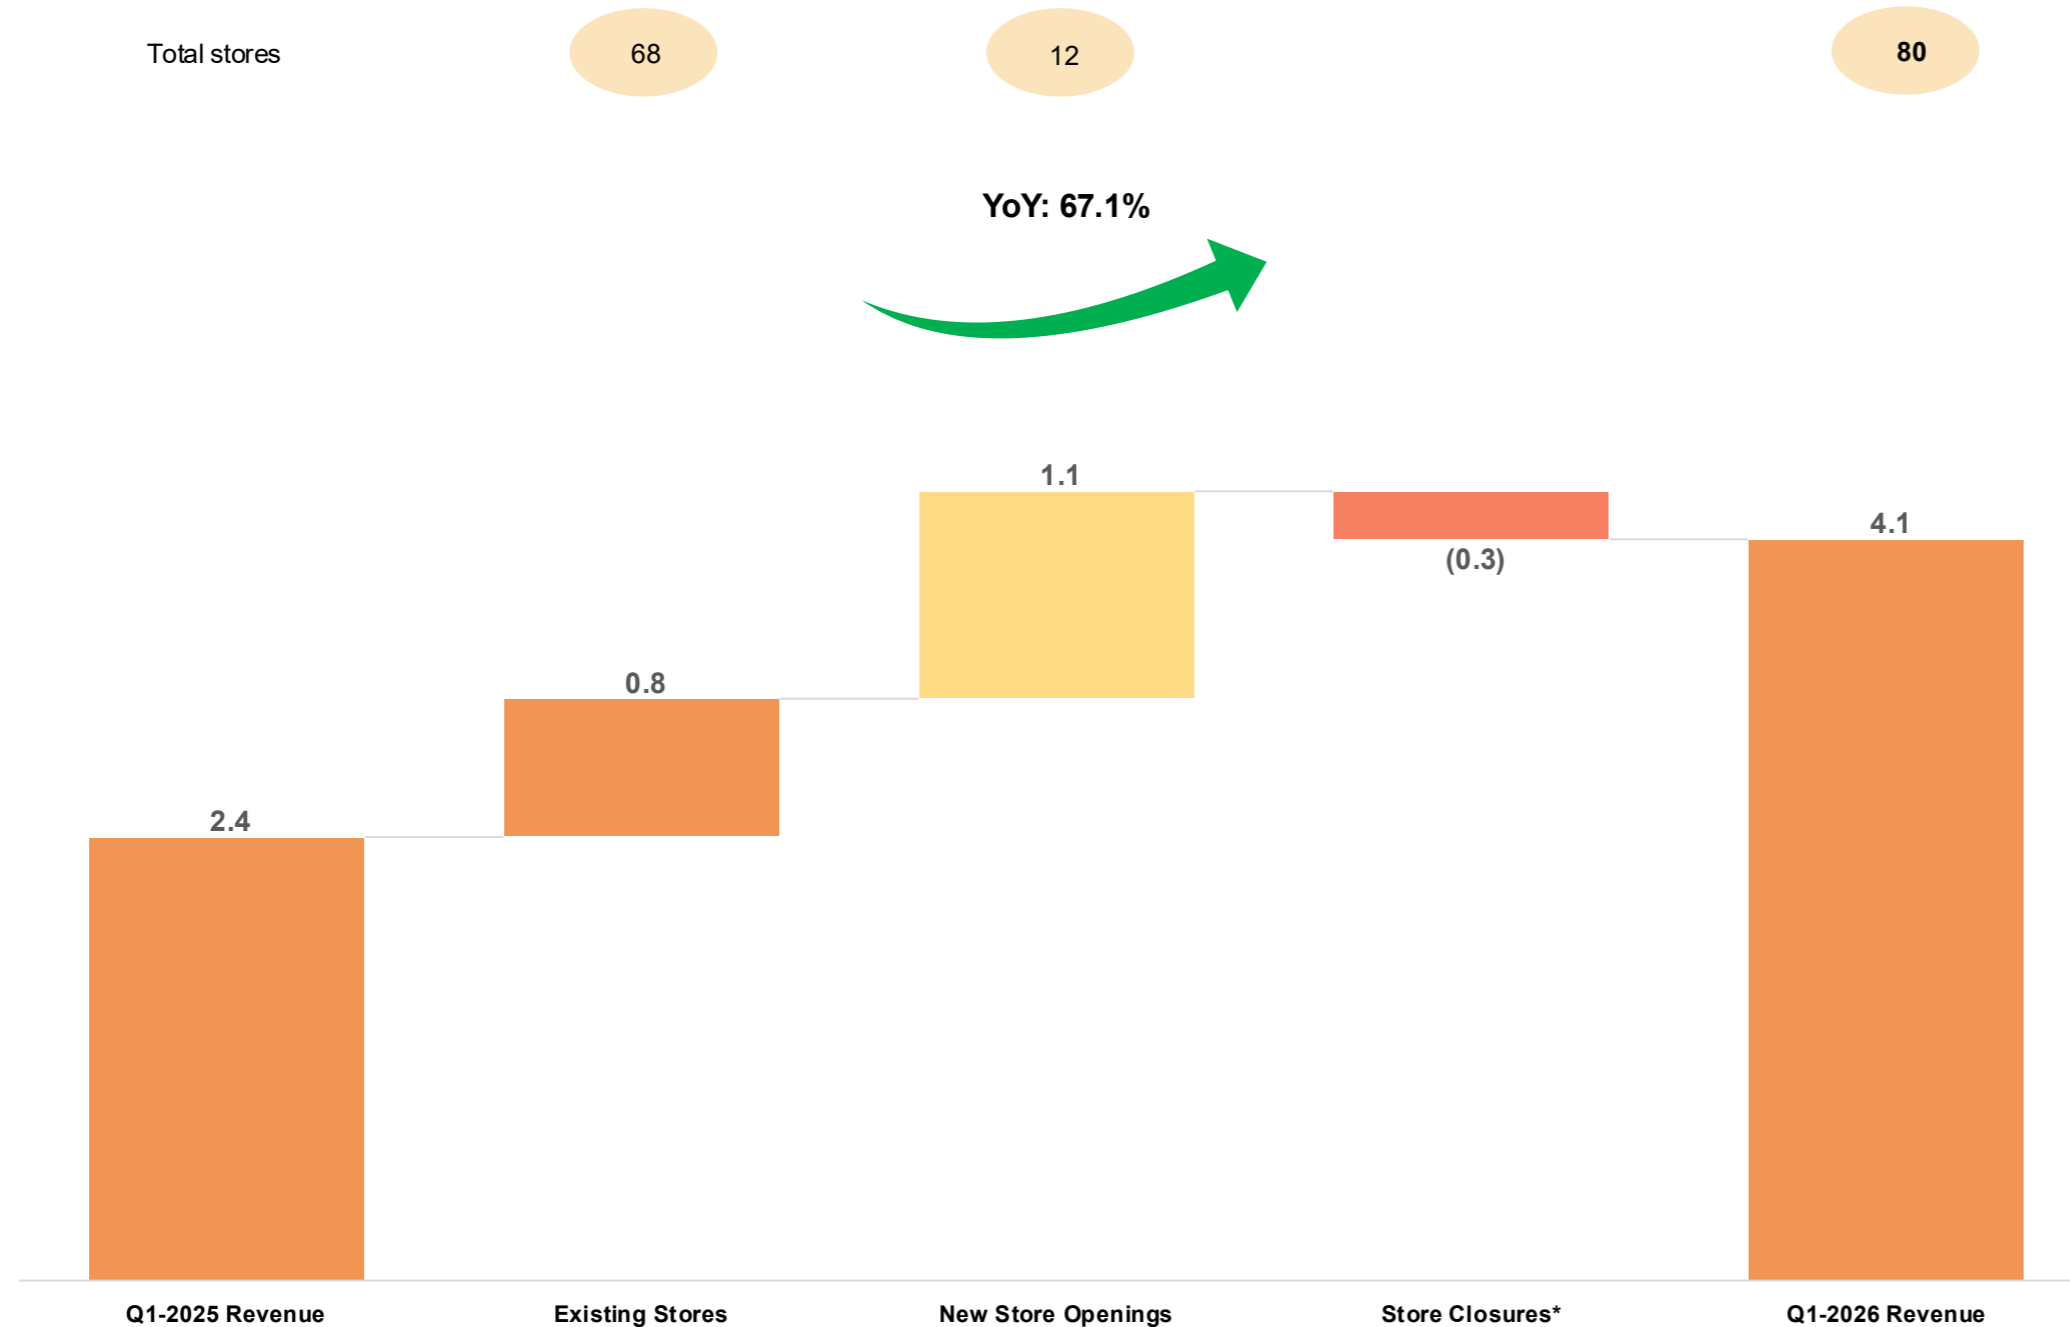 Total stores
68
12
80
YoY: 67.1%
1.1
4.1
(0.3)
0.8
2.4
Q1-2025 Revenue
Existing Stores
New Store Openings
Store Closures*
Q1-2026 Revenue